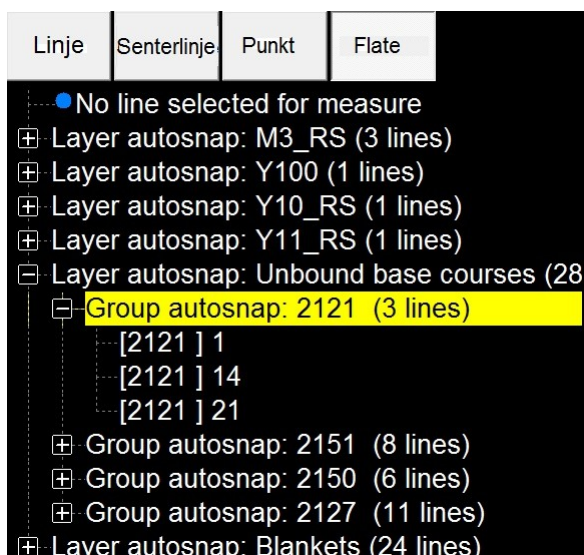 Linje Senterlinje Punkt Flate
No line selected for measure
Layer autosnap: M3_RS (3 lines)
Layer autosnap: Y100 (1 lines)
Layer autosnap: Y10_RS (1 lines)
Layer autosnap: Y11_RS (1 lines)
Layer autosnap: Unbound base courses (28
Group autosnap: 2121 (3 lines)
[2121 ] 1
[2121 ] 14
[2121 ] 21
Group autosnap: 2151 (8 lines)
Group autosnap: 2150 (6 lines)
Group autosnap: 2127 (11 lines)
Layer autosnap: Blankets (24 lines)